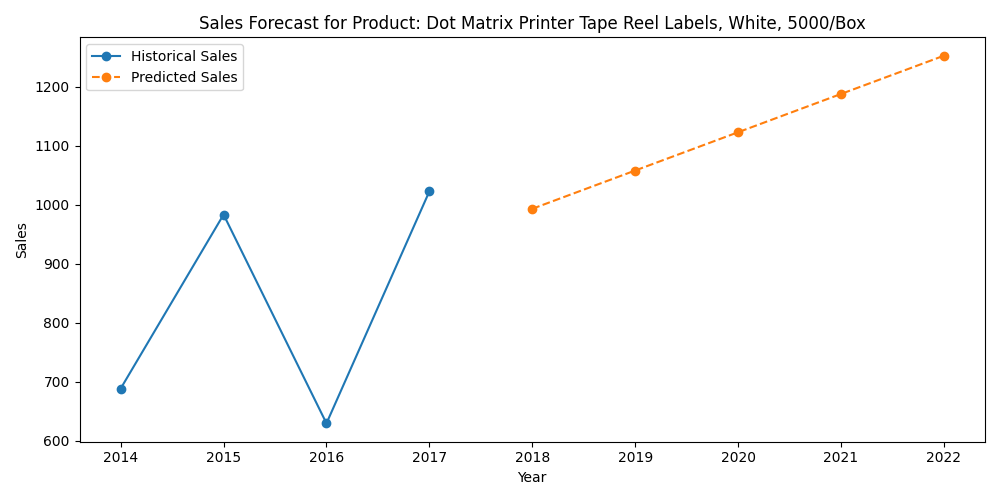 Sales Forecast for Product: Dot Matrix Printer Tape Reel Labels, White, 5000/Box
Historical Sales
Predicted Sales
Sales
1200
1100
1000
900
800
700
600
2014 2015 2016 2017 2018 2019 2020 2021 2022
Year